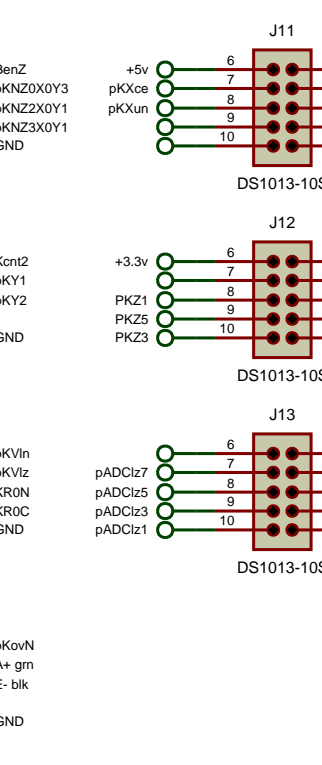 J11
BenZ +5v 6
pKNZ0X0Y3 pKXce 7
pKNZ2X0Y1 pKXun 8
pKNZ3X0Y1 9
GND 10
DS1013-10S
J12
Kcnt2 +3.3v 6
pKY1 7
pKY2 PKZ1 8
PKZ5 9
GND PKZ3 10
DS1013-10S
J13
pKVln 6
pKVlz pADClz7 7
KR0N pADClz5 8
KR0C pADClz3 9
GND pADClz1 10
DS1013-10S
pKovN
A+ grn
E- blk
GND